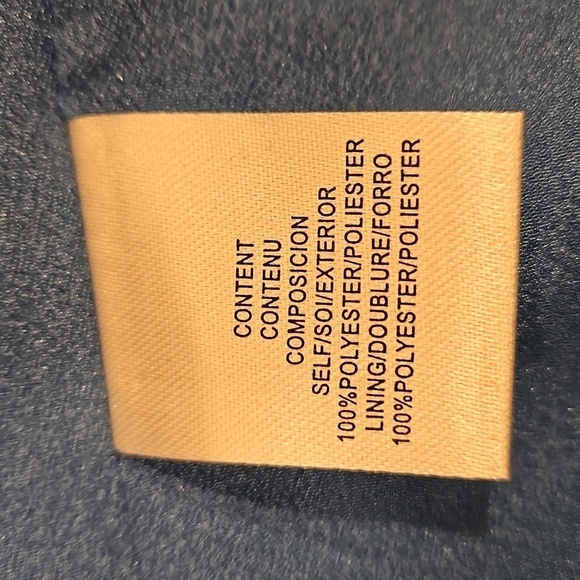 CONTENT
CONTENU
COMPOSICION
SELF/SOI/EXTERIOR
100%POLYESTER/POLIESTER
LINING/DOUBLURE/FORRO
100%POLYESTER/POLIESTER